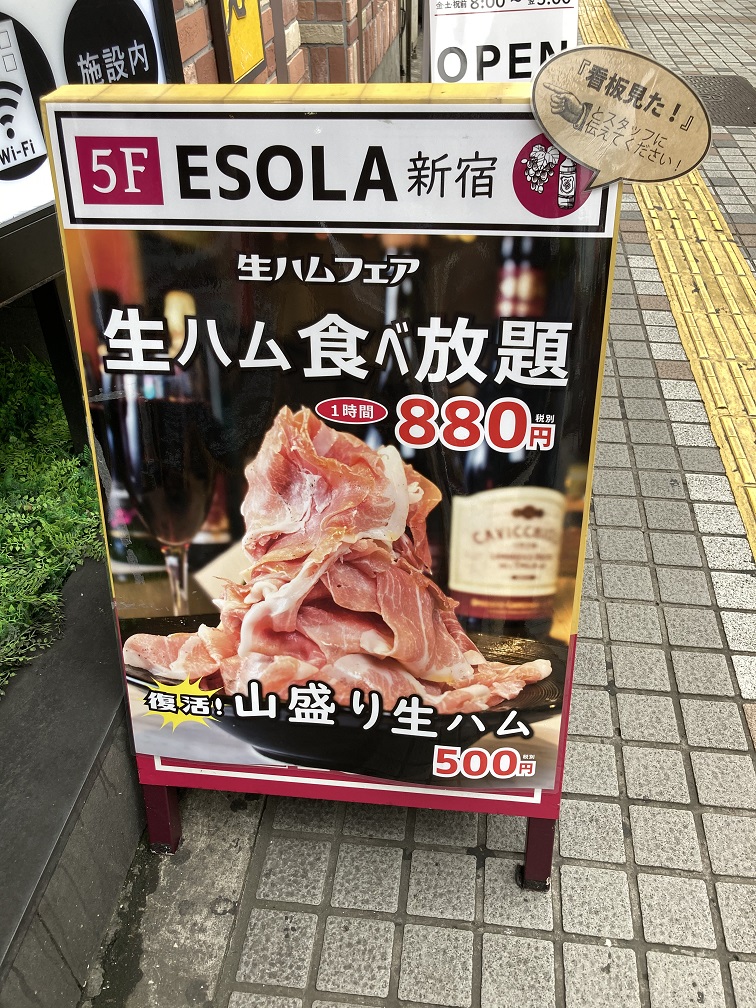 施設内
Wi-Fi
OPEN
『看板見た！』
とスタッフに
伝えてください！
5F ESOLA 新宿
生ハムフェア
生ハム食べ放題
1時間 880円 税別
CAVICCHIOLI
復活！ 山盛り生ハム
500円 税別